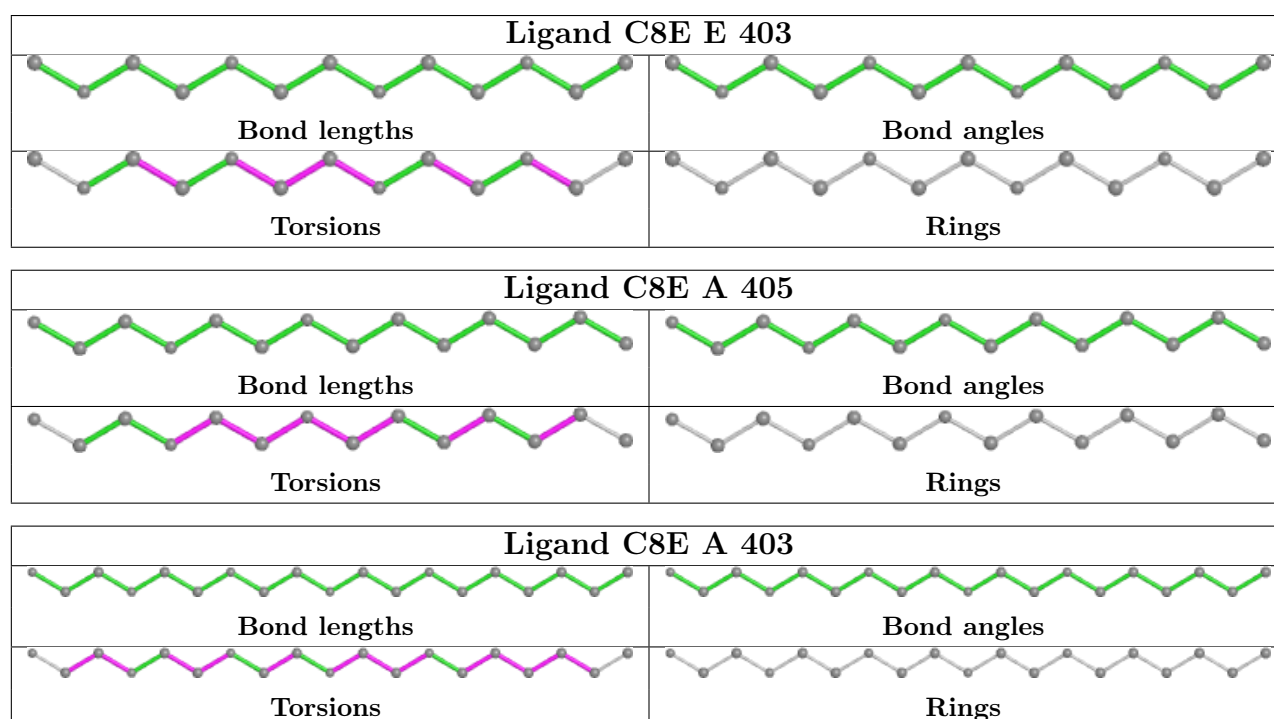 Ligand C8E E 403
Bond lengths Bond angles
Torsions Rings
Ligand C8E A 405
Bond lengths Bond angles
Torsions Rings
Ligand C8E A 403
Bond lengths Bond angles
Torsions Rings